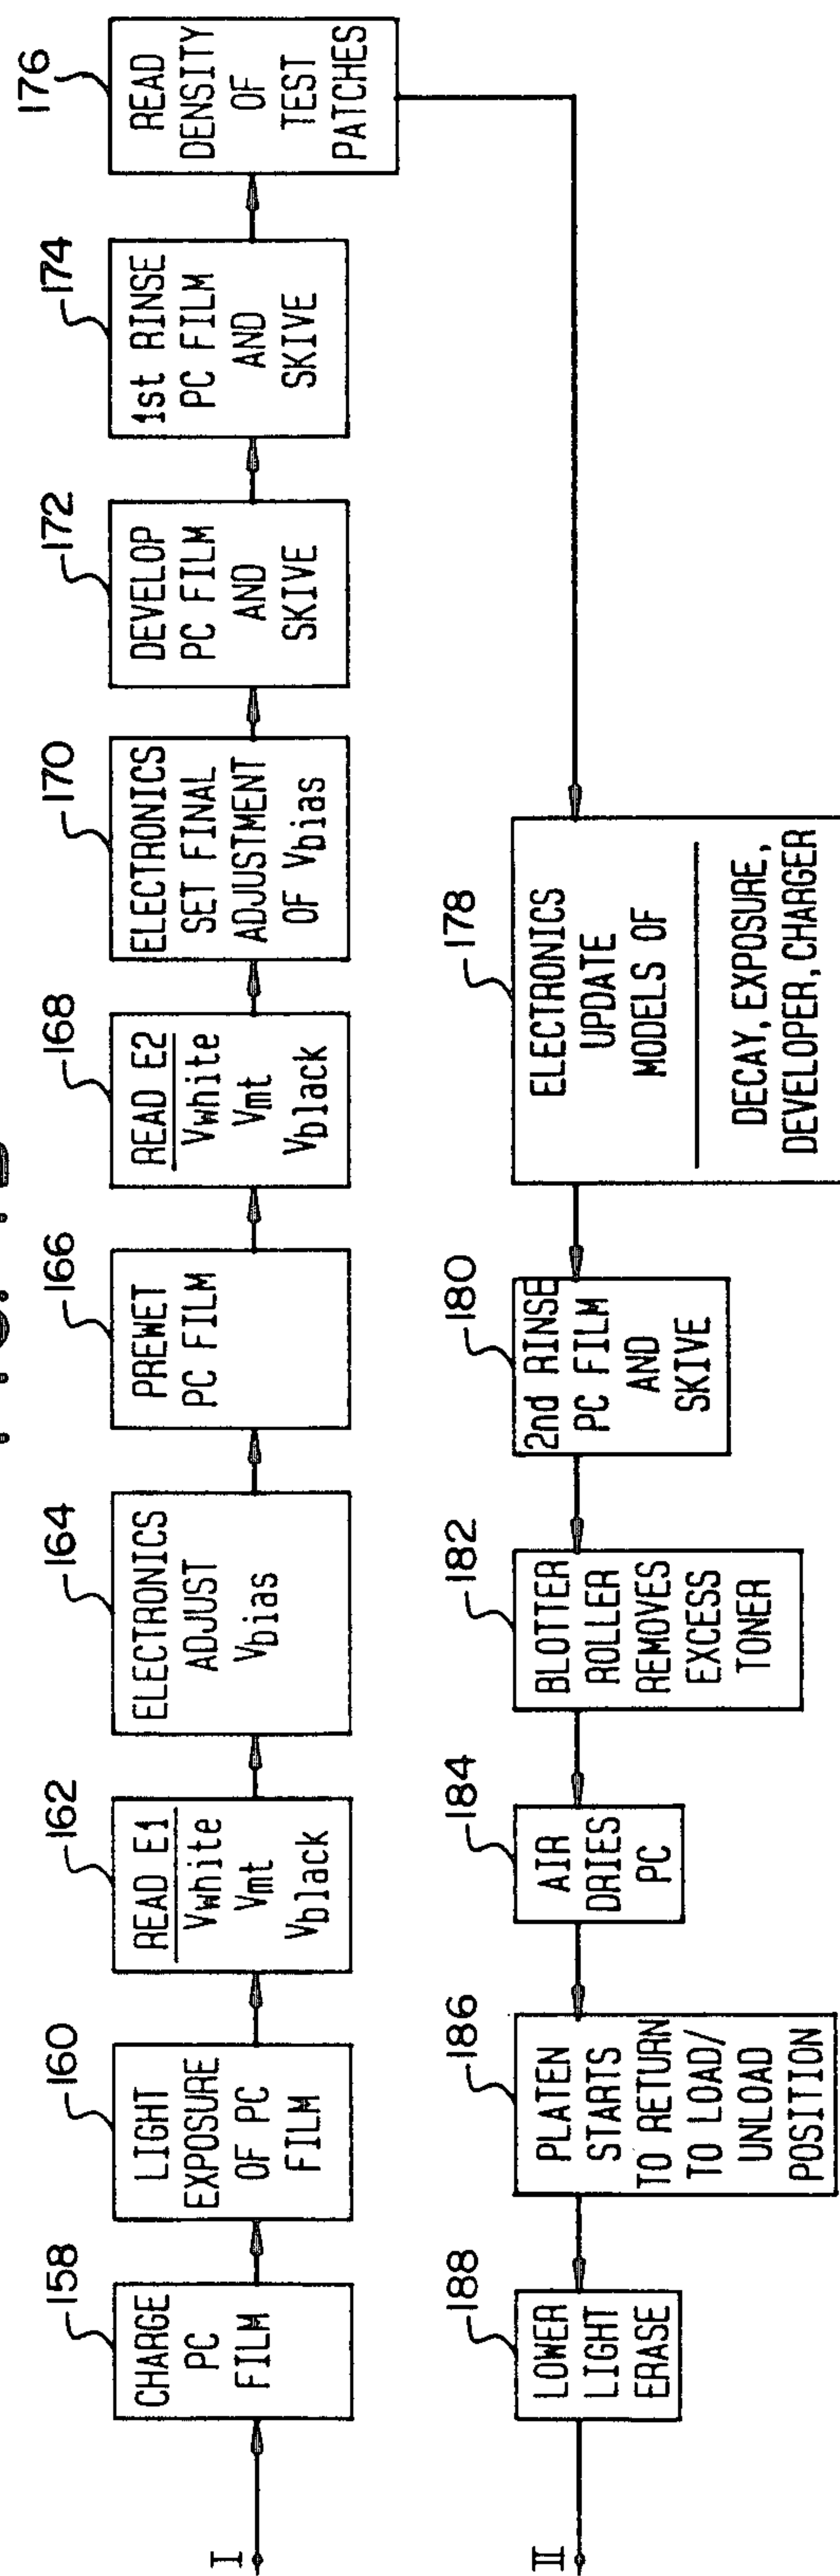 I
158
CHARGE
PC
FILM
160
LIGHT
EXPOSURE
OF PC
FILM
162
READ E1
Vwhite
Vmt
Vblack
164
ELECTRONICS
ADJUST
Vbias
166
PREWET
PC FILM
168
READ E2
Vwhite
Vmt
Vblack
170
ELECTRONICS
SET FINAL
ADJUSTMENT
OF Vbias
172
DEVELOP
PC FILM
AND
SKIVE
174
1st RINSE
PC FILM
AND
SKIVE
176
READ
DENSITY
OF
TEST
PATCHES
178
ELECTRONICS
UPDATE
MODELS OF
DECAY, EXPOSURE,
DEVELOPER, CHARGER
180
2nd RINSE
PC FILM
AND
SKIVE
182
BLOTTER
ROLLER
REMOVES
EXCESS
TONER
184
AIR
DRIES
PC
186
PLATEN
STARTS
TO RETURN
TO LOAD/
UNLOAD
POSITION
188
LOWER
LIGHT
ERASE
II